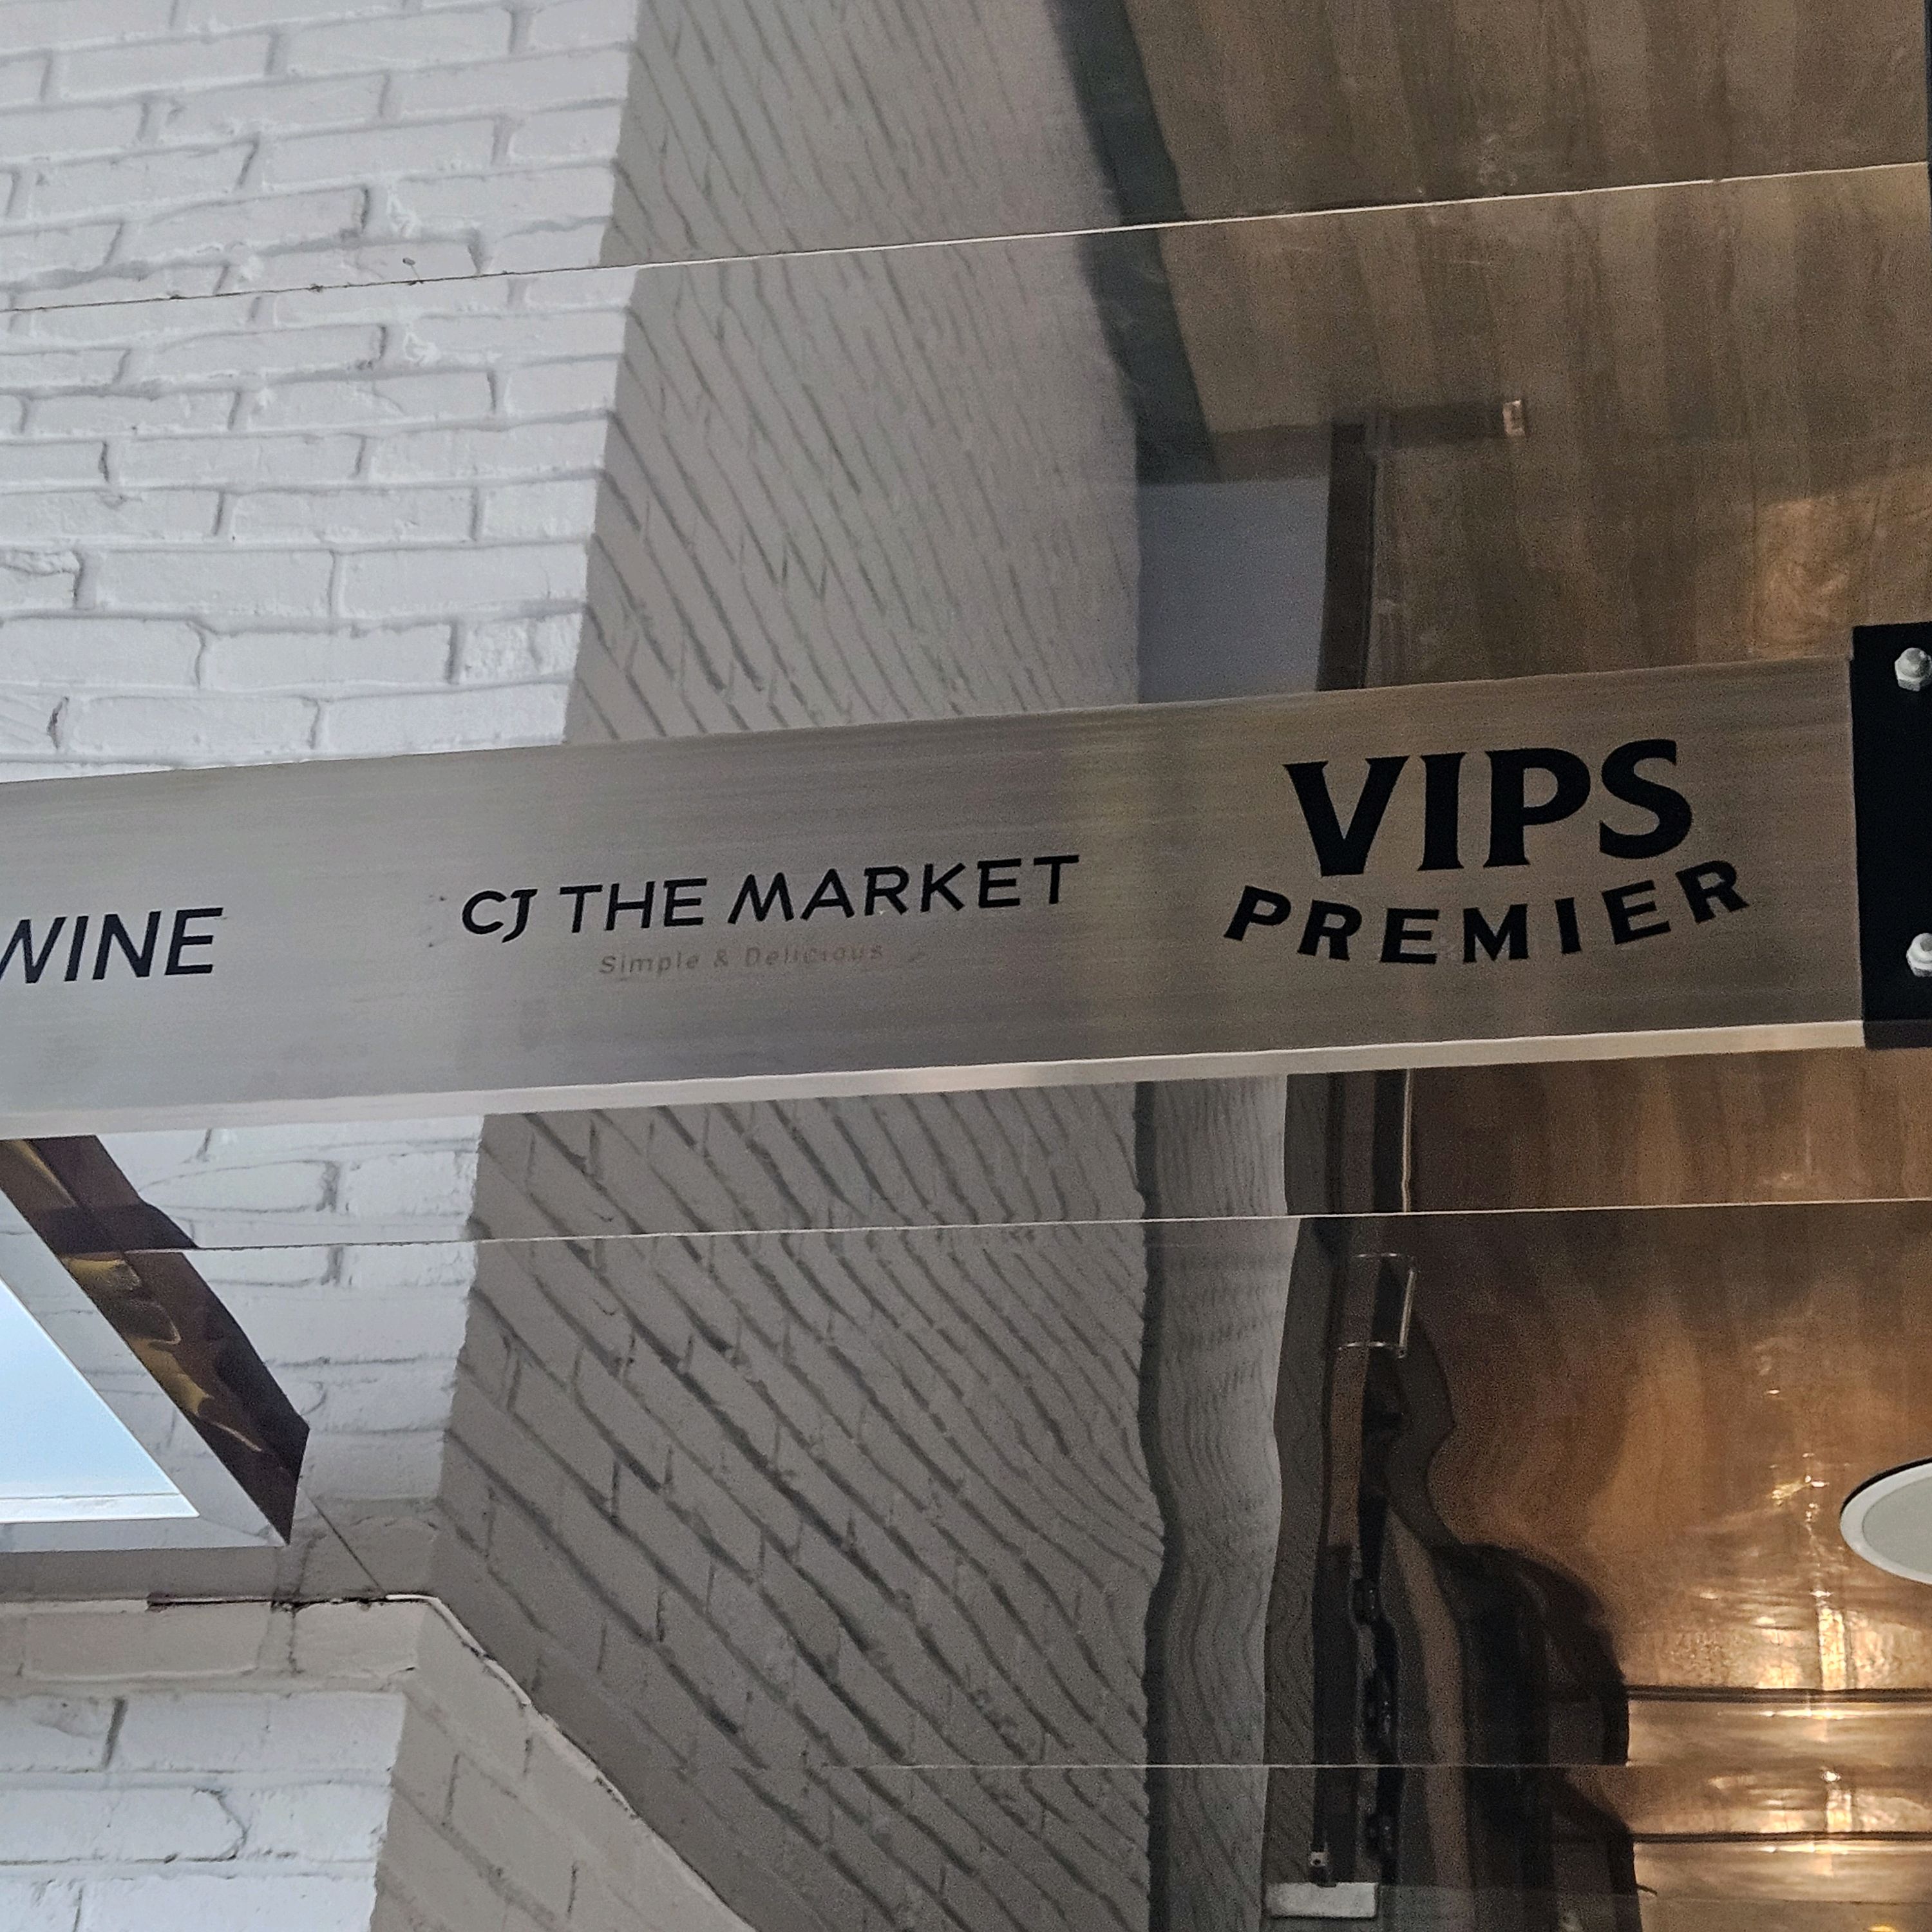 WINE
CJ THE MARKET
Simple & Delicious
VIPS
PREMIER